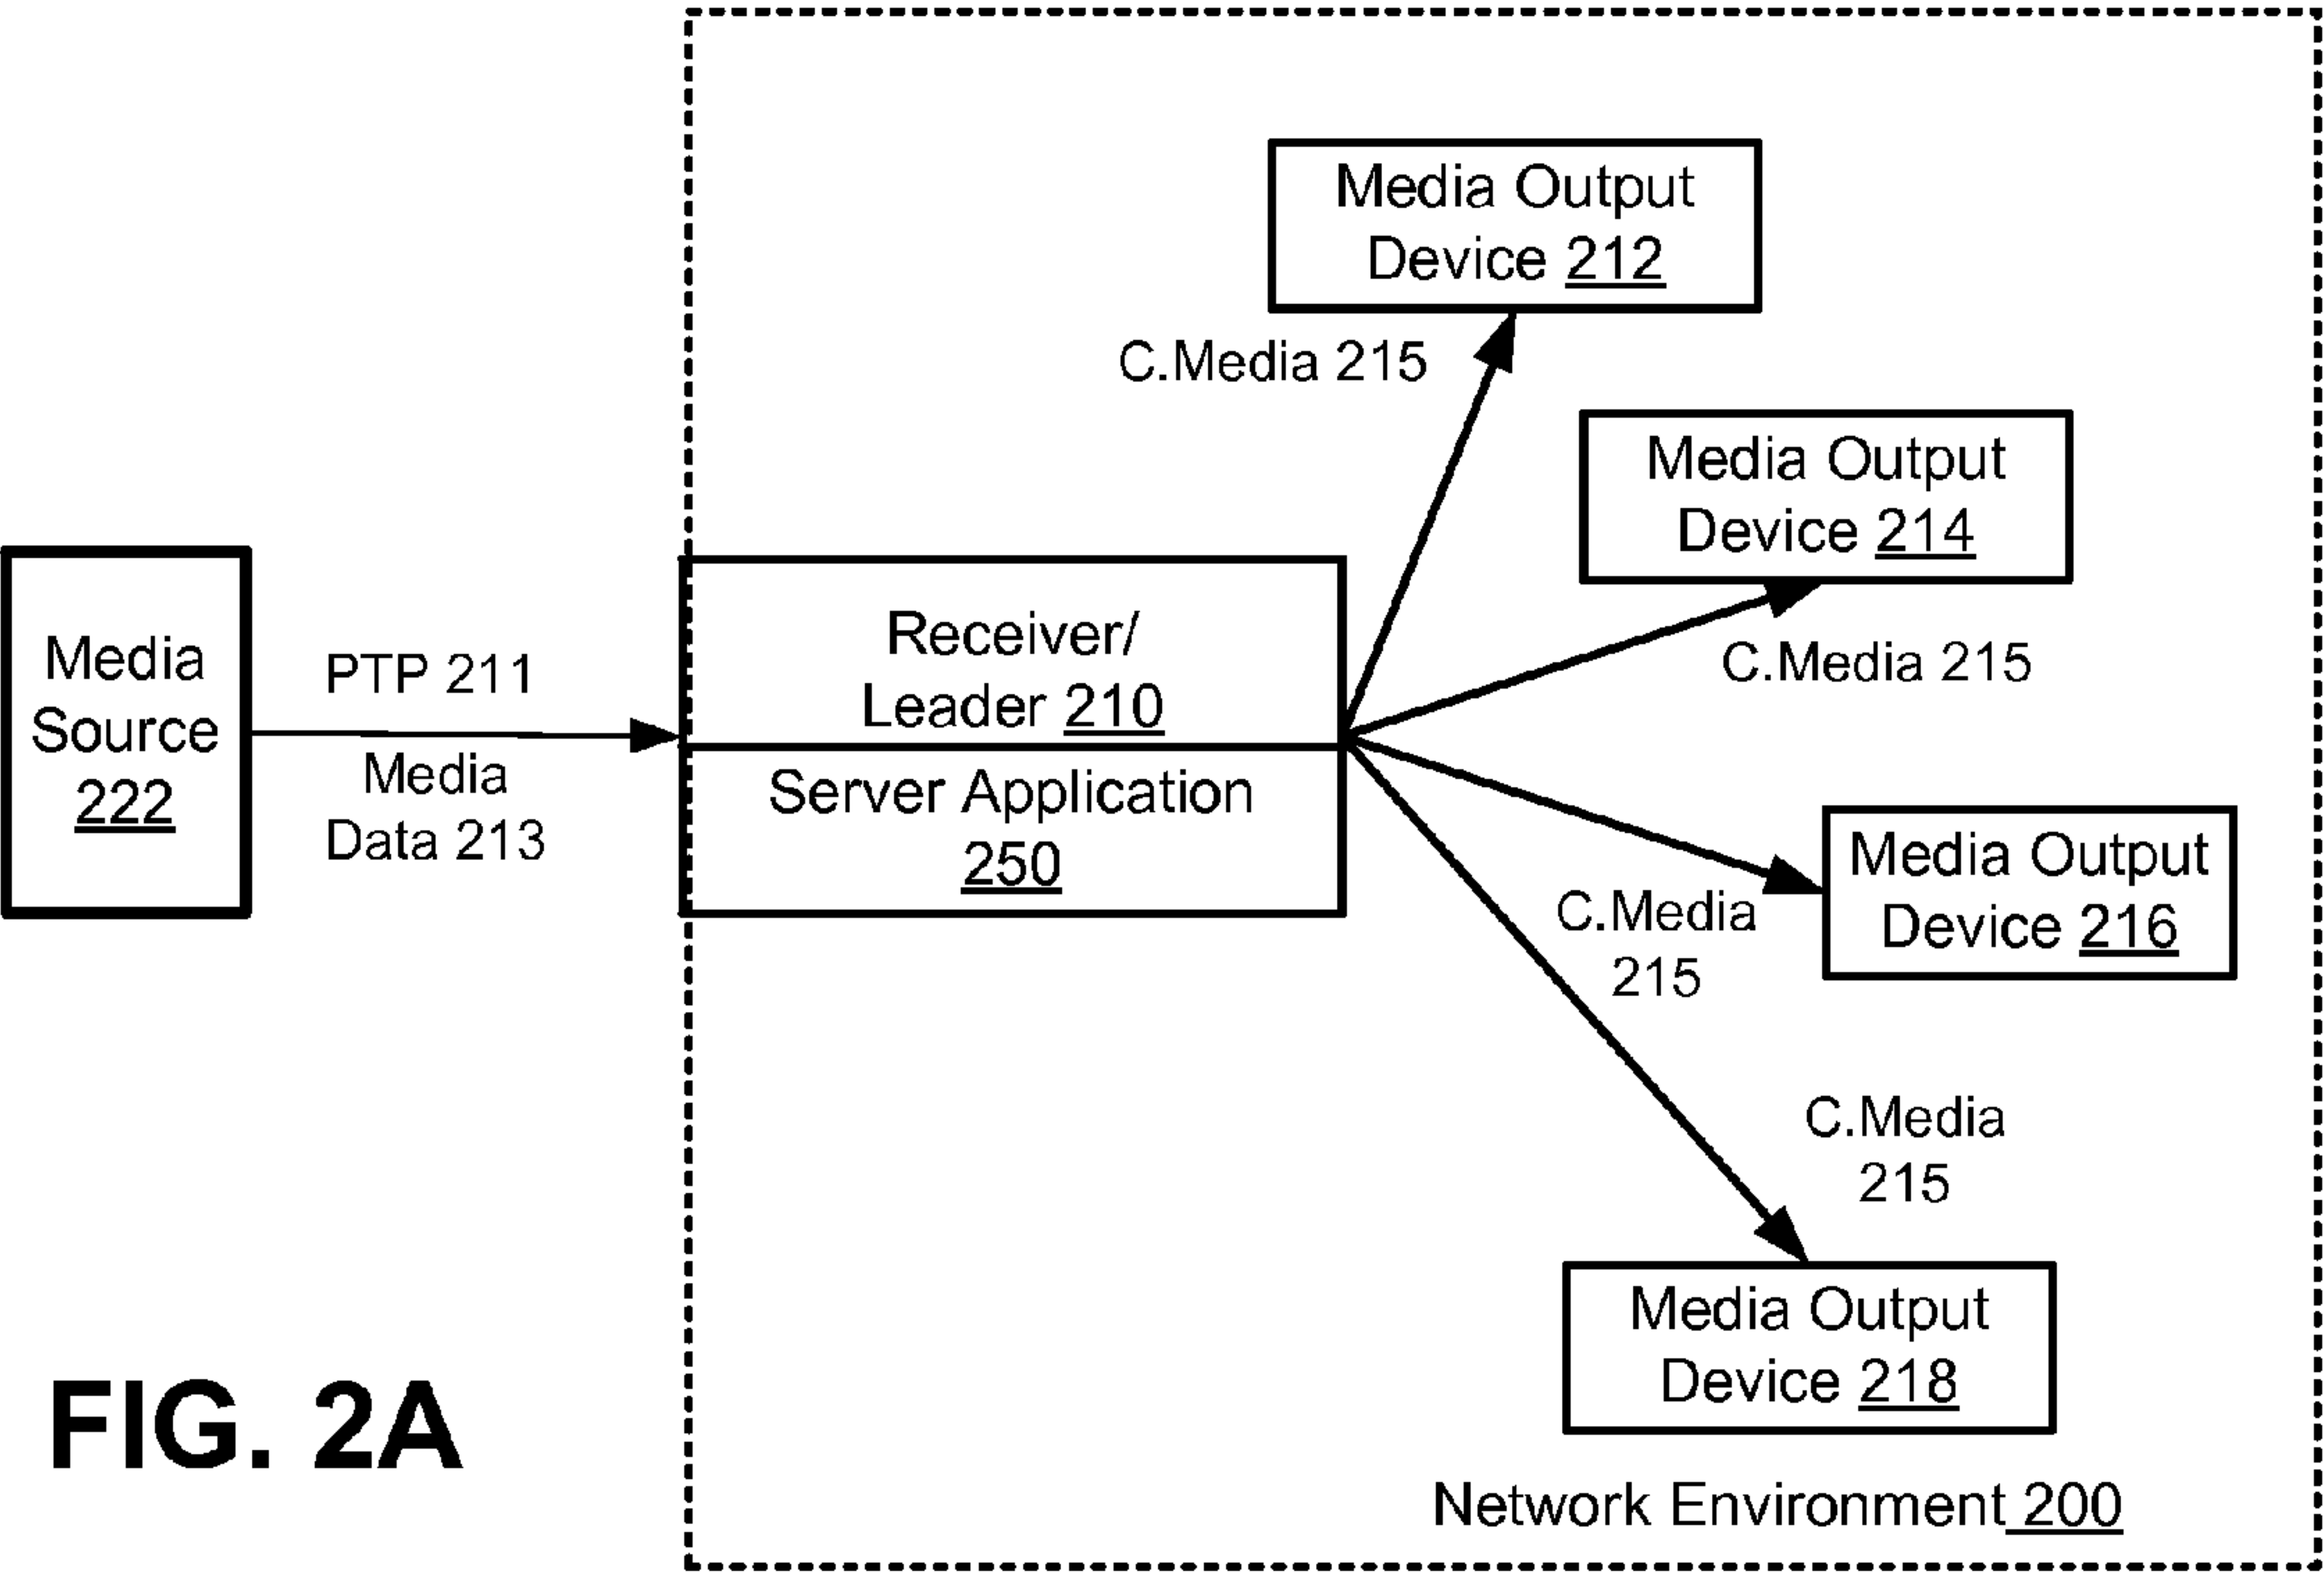 Media Output
Device 212
C.Media 215
Media Output
Device 214
C.Media 215
Media
Source
222
PTP 211
Media
Data 213
Receiver/
Leader 210
Server Application
250
Media Output
Device 216
C.Media
215
C.Media
215
Media Output
Device 218
FIG. 2A
Network Environment 200